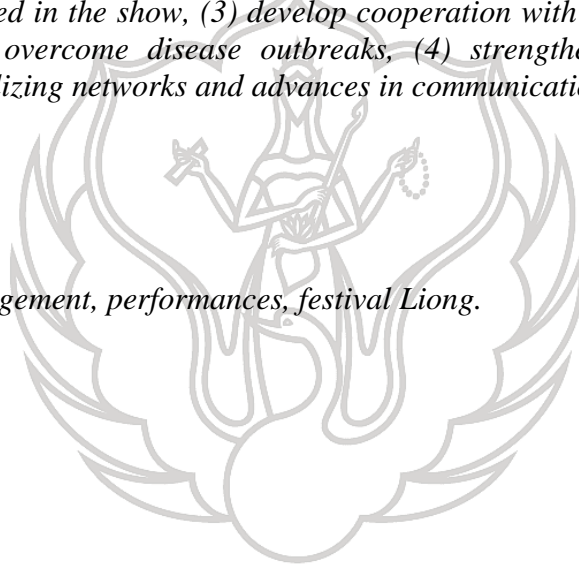 ed in the show, (3) develop cooperation with
overcome disease outbreaks, (4) strengthe
lizing networks and advances in communicati
gement, performances, festival Liong.